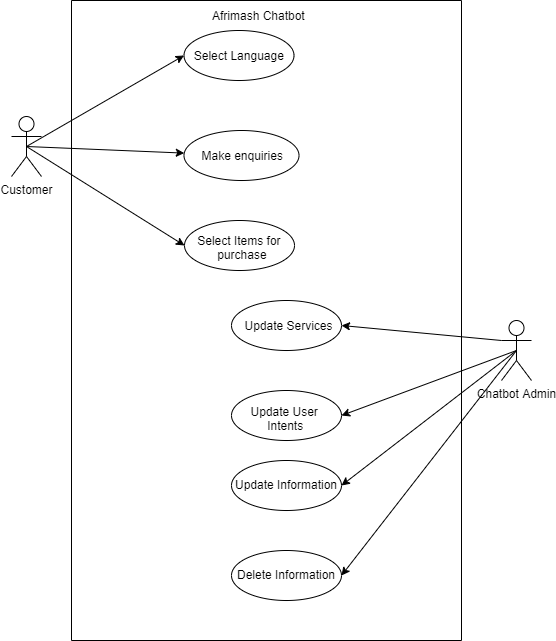 Afrimash Chatbot
Select Language
Make enquiries
Customer
Select Items for
purchase
Update Services
Chatbot Admin
Update User
Intents
Update Information
Delete Information